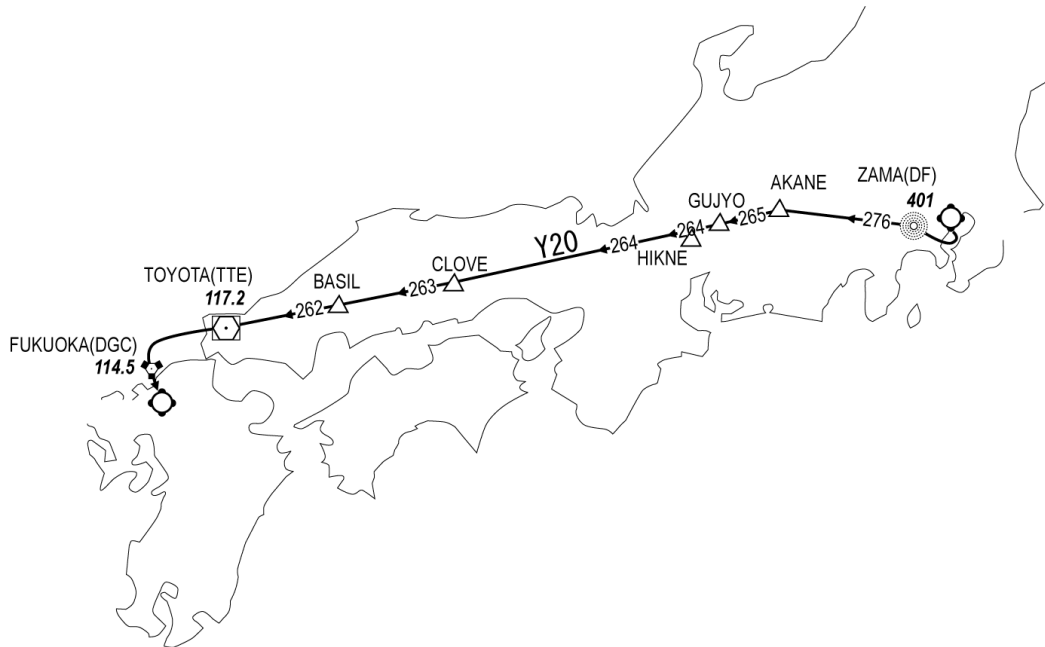 ZAMA(DF)
401
AKANE
276
GUJYO
265
264
HIKNE
264
Y20
CLOVE
263
BASIL
262
TOYOTA(TTE)
117.2
FUKUOKA(DGC)
114.5